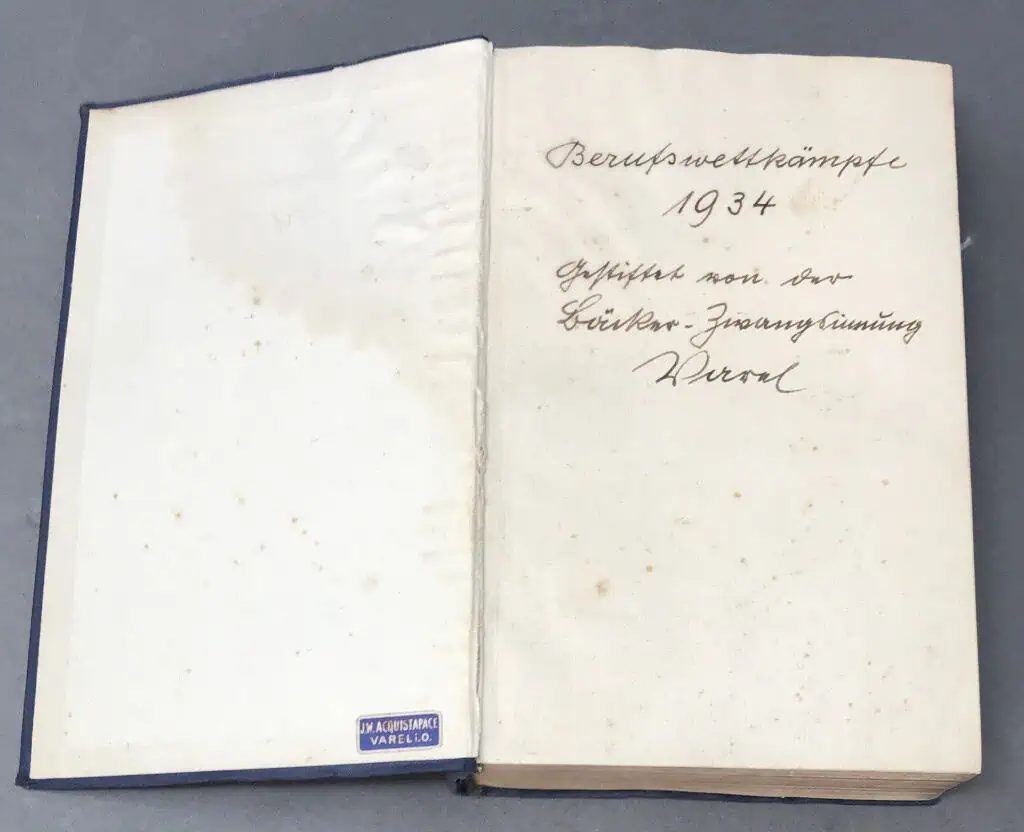 Berufswettkämpfe
1934
Gestiftet von der
Bäcker-Zwangsinnung
Varel
J.W. ACQUISTAPACE
VAREL i.O.